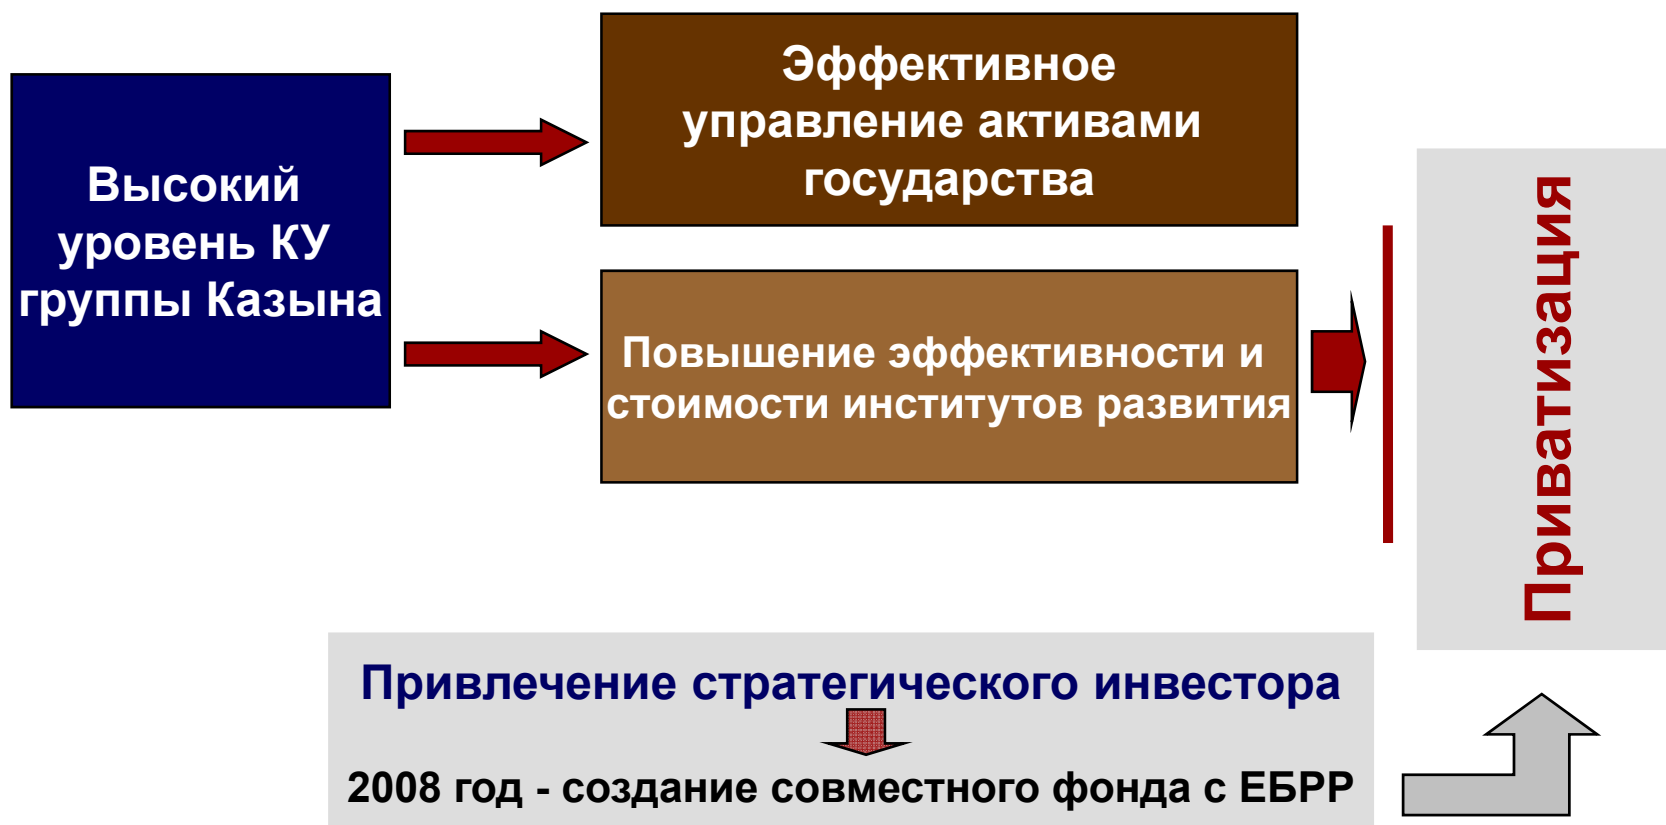 Высокий
уровень КУ
группы Казына
Эффективное
управление активами
государства
Повышение эффективности и
стоимости институтов развития
Приватизация
Привлечение стратегического инвестора
2008 год - создание совместного фонда с ЕБРР